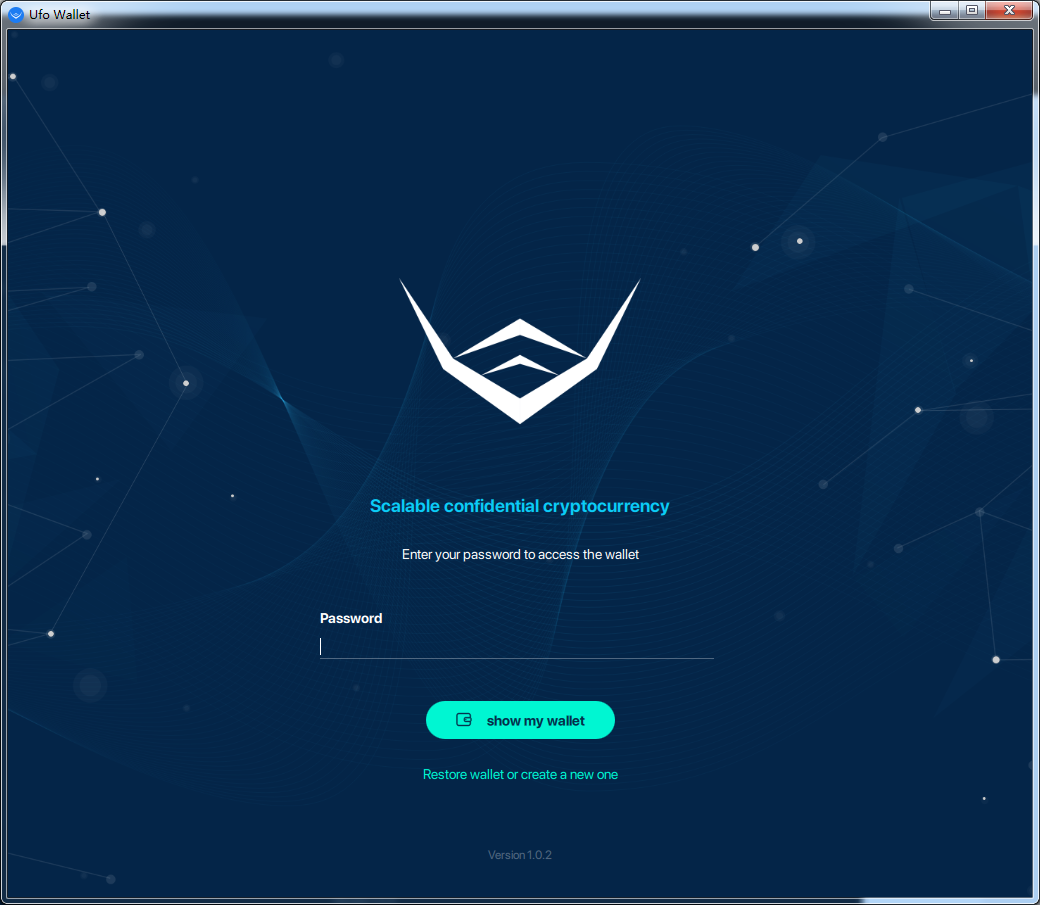 Ufo Wallet
Scalable confidential cryptocurrency
Enter your password to access the wallet
Password
show my wallet
Restore wallet or create a new one
Version 1.0.2